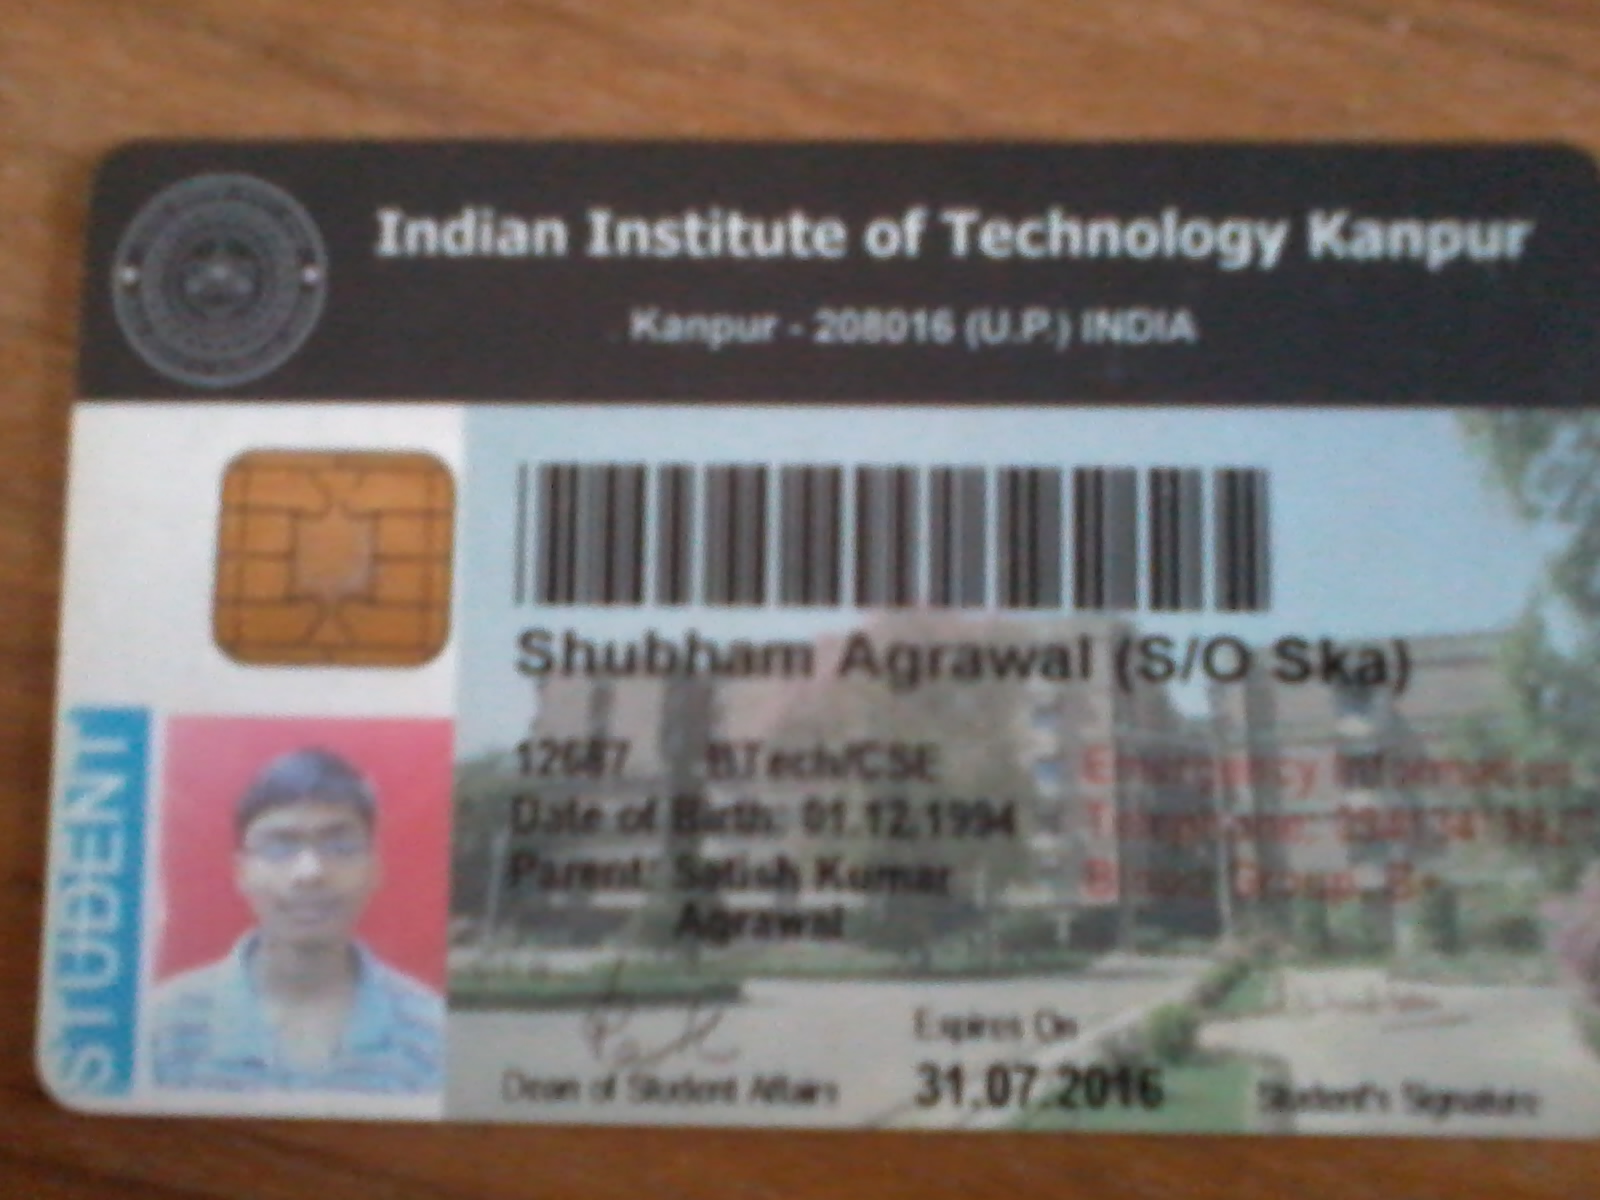 Indian Institute of Technology Kanpur
Kanpur - 208016 (U.P.) INDIA
Shubham Agrawal (S/O Ska)
12687 BTech/CSE
Emergency Information
Date of Birth: 01.12.1994
Telephone:
Parent: Satish Kumar
Blood Group: B+
Agrawal
STUDENT
Expires On
31.07.2016
Dean of Student Affairs
Student's Signature